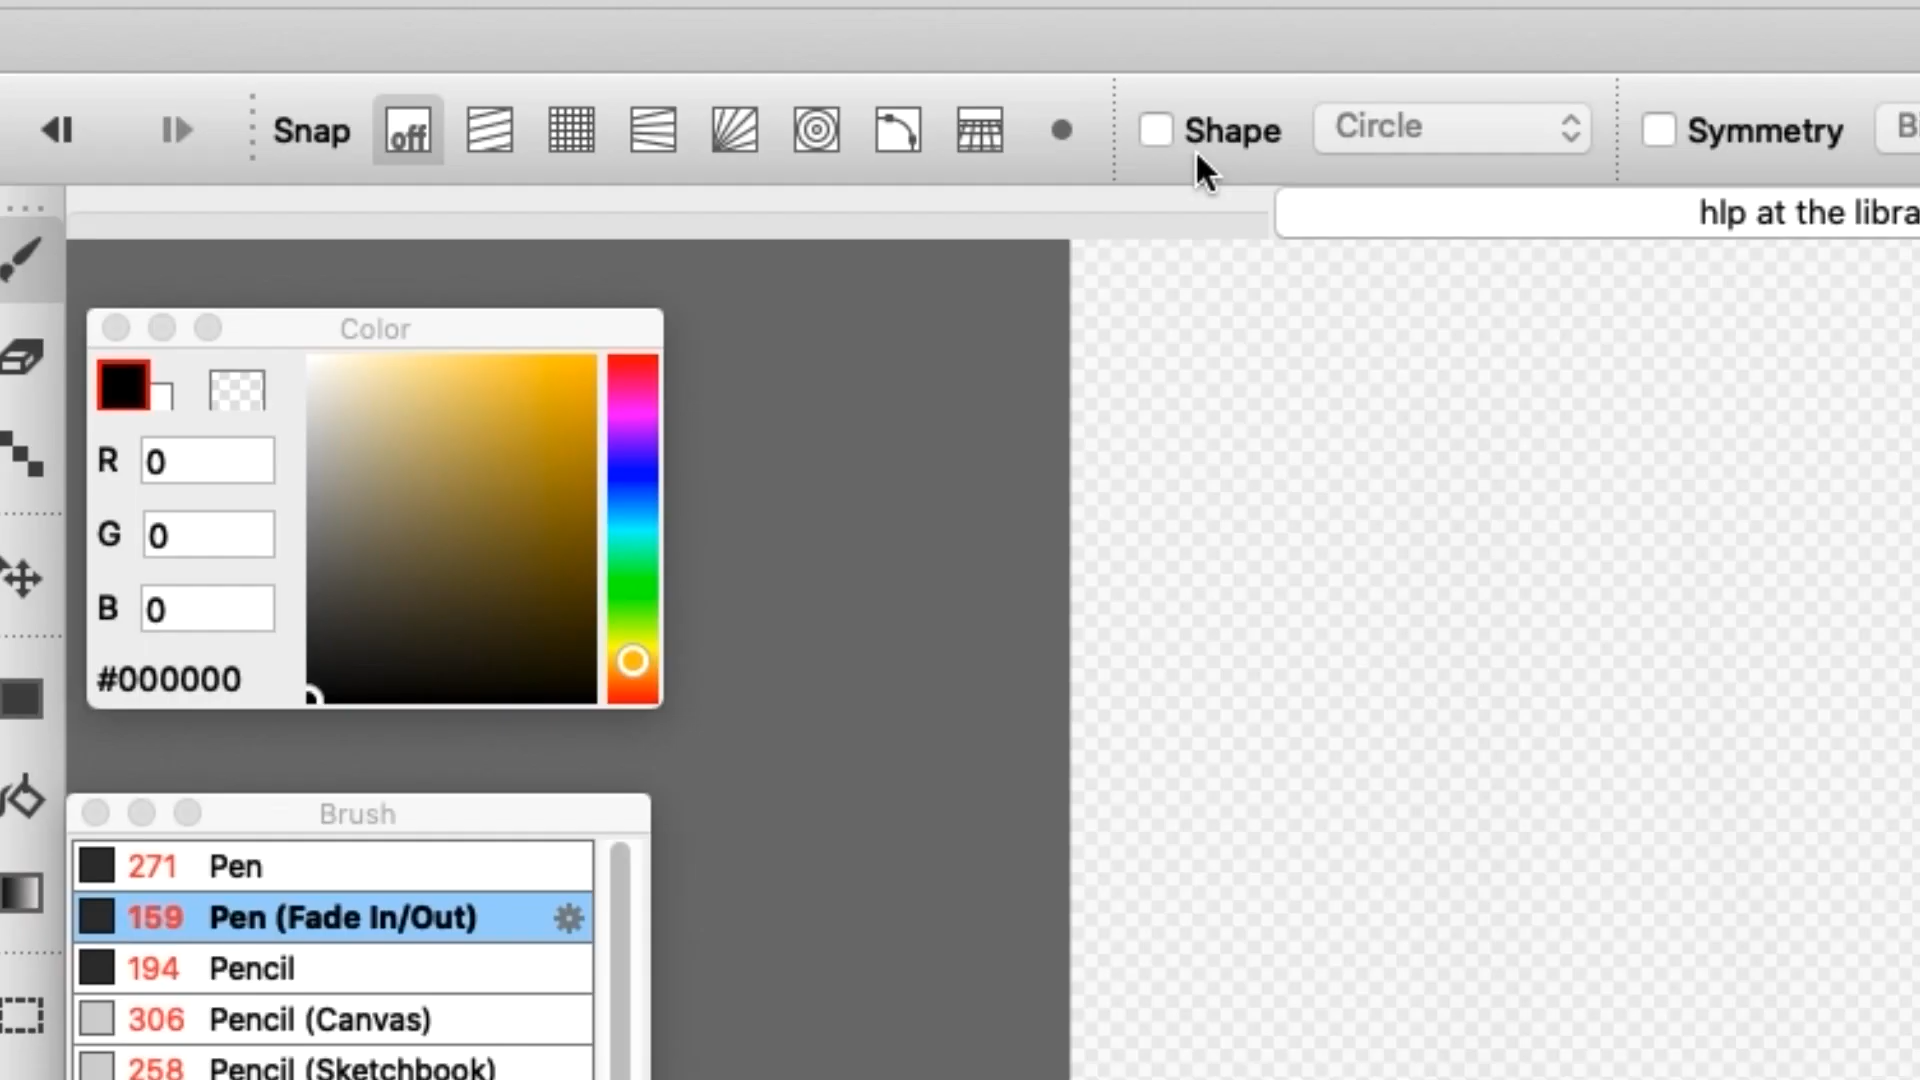 Snap off Shape Circle Symmetry B
hlp at the libra
Color
R 0
G 0
B 0
#000000
Brush
271 Pen
159 Pen (Fade In/Out)
194 Pencil
306 Pencil (Canvas)
258 Pencil (Sketchbook)